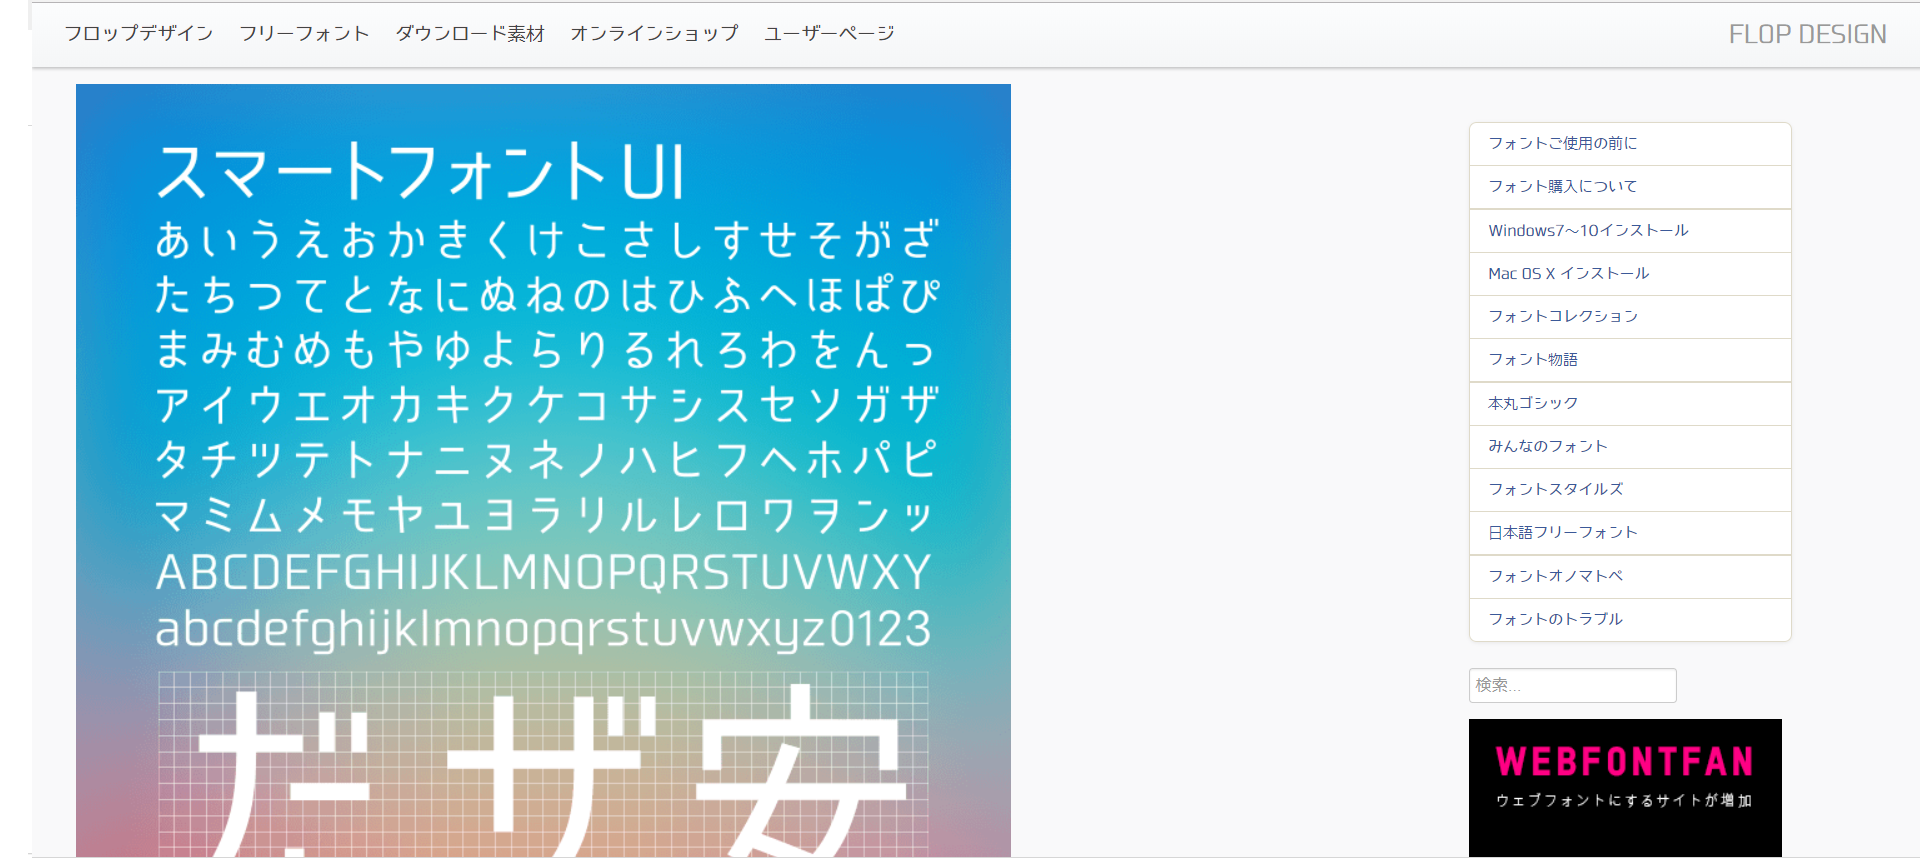 フロップデザイン フリーフォント ダウンロード素材 オンラインショップ ユーザーページ FLOP DESIGN
スマートフォント UI
あいうえおかきくけこさしすせそがざ
たちつてとなにぬねのはひふへほぱぴ
まみむめもやゆよらりるれろわをんっ
アイウエオカキクケコサシスセソガザ
タチツテトナニヌネノハヒフヘホパピ
マミムメモヤユヨラリルレロワヲンッ
ABCDEFGHIJKLMNOPQRSTUVWXY
abcdefghijklmnopqrstuvwxyz0123
だザ安
フォントご使用の前に
フォント購入について
Windows7〜10インストール
Mac OS X インストール
フォントコレクション
フォント物語
本丸ゴシック
みんなのフォント
フォントスタイルズ
日本語フリーフォント
フォントオノマトペ
フォントのトラブル
検索...
WEBFONTFAN
ウェブフォントにするサイトが増加